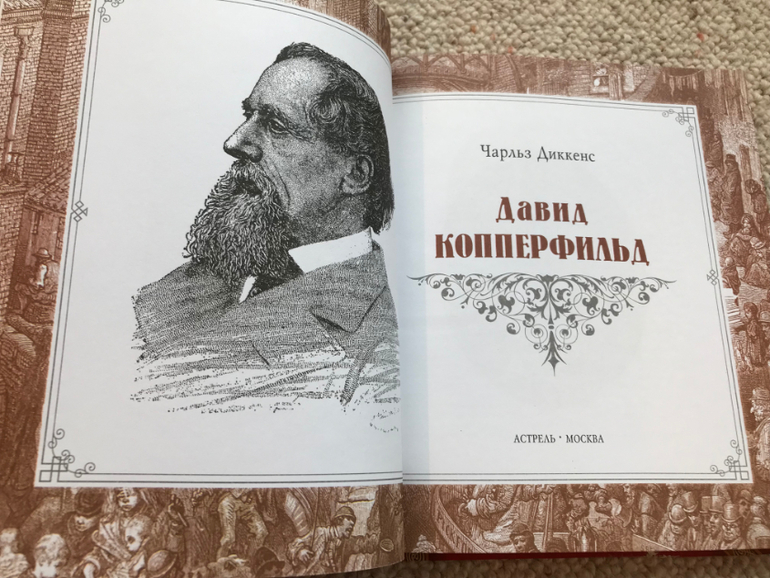 Чарльз Диккенс
Давид
КОППЕРФИЛЬД
АСТРЕЛЬ • МОСКВА